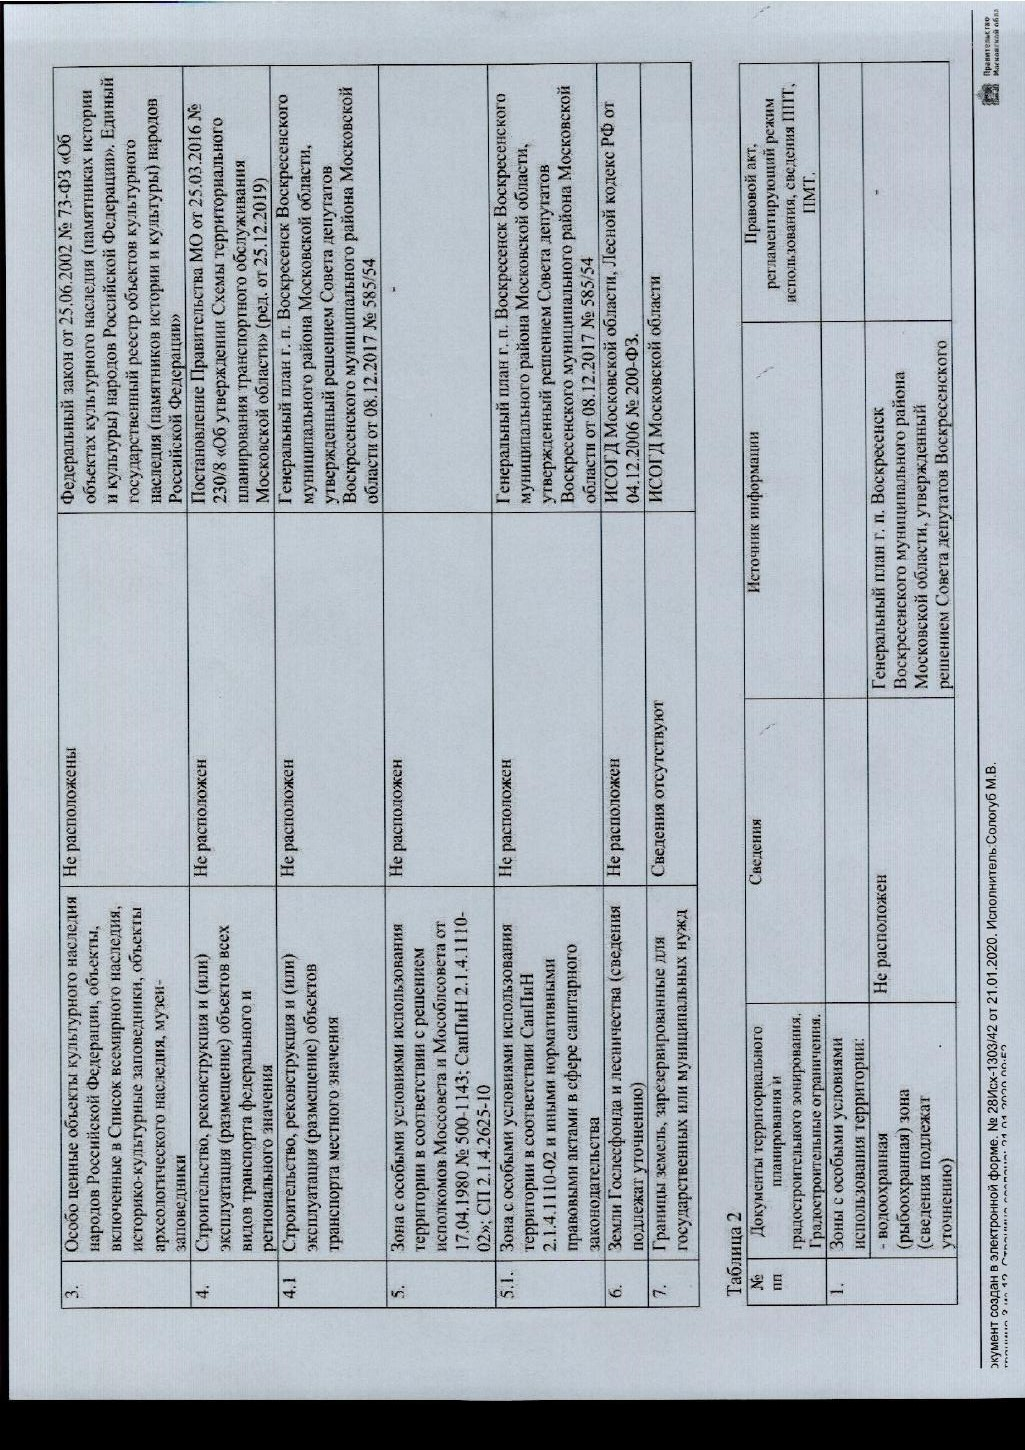 3.
Особо ценные объекты культурного наследия
народов Российской Федерации, объекты,
включенные в Список всемирного наследия,
историко-культурные заповедники, объекты
археологического наследия, музеи-
заповедники
Не расположены
Федеральный закон от 25.06.2002 № 73-ФЗ «Об
объектах культурного наследия (памятниках истории
и культуры) народов Российской Федерации». Единый
государственный реестр объектов культурного
наследия (памятников истории и культуры) народов
Российской Федерации»
4.
Строительство, реконструкция и (или)
эксплуатация (размещение) объектов всех
видов транспорта федерального и
регионального значения
Не расположен
Постановление Правительства МО от 25.03.2016 №
230/8 «Об утверждении Схемы территориального
планирования транспортного обслуживания
Московской области» (ред. от 25.12.2019)
4.1
Строительство, реконструкция и (или)
эксплуатация (размещение) объектов
транспорта местного значения
Не расположен
Генеральный план г. п. Воскресенск Воскресенского
муниципального района Московской области,
утвержденный решением Совета депутатов
Воскресенского муниципального района Московской
области от 08.12.2017 № 585/54
5.
Зона с особыми условиями использования
территории в соответствии с решением
исполкомов Моссовета и Мособлсовета от
17.04.1980 № 500-1143; СанПиН 2.1.4.1110-
02»; СП 2.1.4.2625-10
Не расположен
-
5.1.
Зона с особыми условиями использования
территории в соответствии СанПиН
2.1.4.1110-02 и иными нормативными
правовыми актами в сфере санитарного
законодательства
Не расположен
Генеральный план г. п. Воскресенск Воскресенского
муниципального района Московской области,
утвержденный решением Совета депутатов
Воскресенского муниципального района Московской
области от 08.12.2017 № 585/54
6.
Земли Гослесфонда и лесничества (сведения
подлежат уточнению)
Не расположен
ИСОГД Московской области, Лесной кодекс РФ от
04.12.2006 № 200-ФЗ.
7.
Границы земель, зарезервированные для
государственных или муниципальных нужд
Сведения отсутствуют
ИСОГД Московской области
Таблица 2
№
пп
Документы территориального
планирования и
градостроительного зонирования.
Градостроительные ограничения.
Сведения
Источник информации
Правовой акт,
регламентирующий режим
использования, сведения ППТ,
ПМТ.
1.
Зоны с особыми условиями
использования территории:
- водоохранная
(рыбоохранная) зона
(сведения подлежат
уточнению)
Не расположен
Генеральный план г. п. Воскресенск
Воскресенского муниципального района
Московской области, утвержденный
решением Совета депутатов Воскресенского
-
окумент создан в электронной форме. № 28Исх-1303/42 от 21.01.2020. Исполнитель:Сологуб М.В.
Правительство
Московской обла